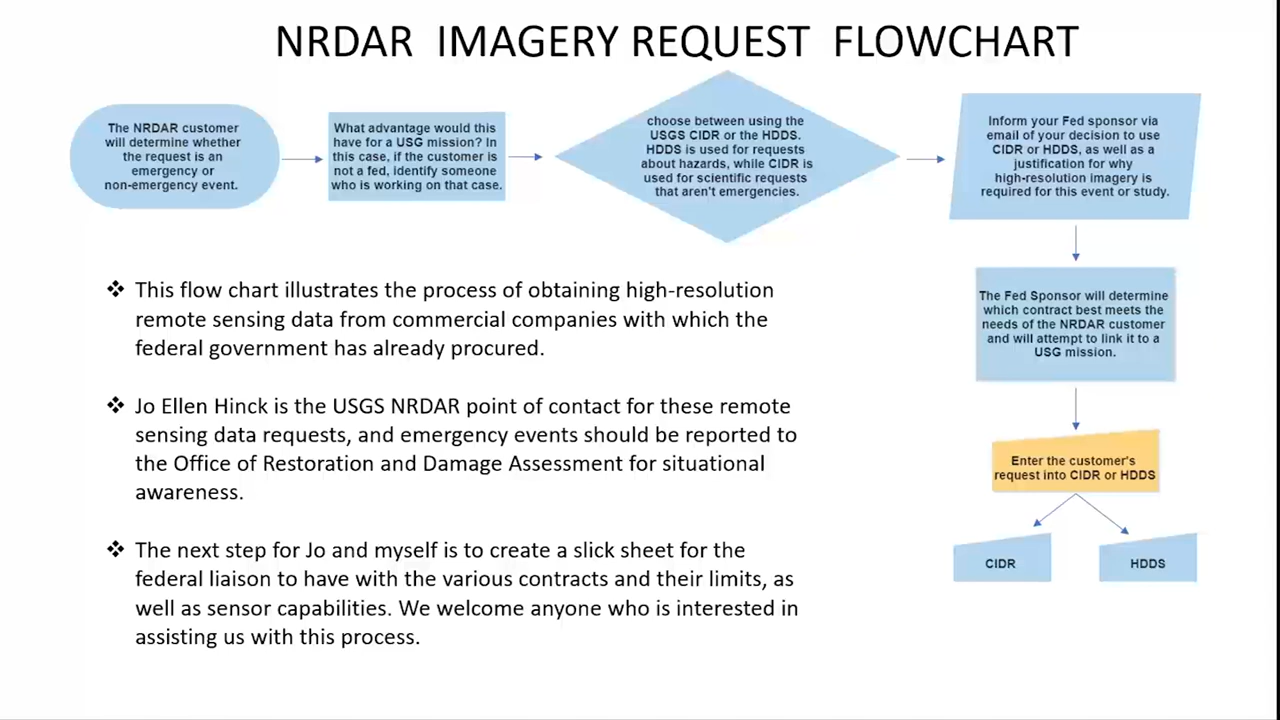 NRDAR IMAGERY REQUEST FLOWCHART
The NRDAR customer
will determine whether
the request is an
emergency or
non-emergency event.
What advantage would this
have for a USG mission? In
this case, if the customer is
not a fed, identify someone
who is working on that case.
choose between using the
USGS CIDR or the HDDS.
HDDS is used for requests
about hazards, while CIDR is
used for scientific requests
that aren't emergencies.
Inform your Fed sponsor via
email of your decision to use
CIDR or HDDS, as well as a
justification for why
high-resolution imagery is
required for this event or study.
The Fed Sponsor will determine
which contract best meets the
needs of the NRDAR customer
and will attempt to link it to a
USG mission.
Enter the customer's
request into CIDR or HDDS
CIDR
HDDS
❖ This flow chart illustrates the process of obtaining high-resolution
remote sensing data from commercial companies with which the
federal government has already procured.
❖ Jo Ellen Hinck is the USGS NRDAR point of contact for these remote
sensing data requests, and emergency events should be reported to
the Office of Restoration and Damage Assessment for situational
awareness.
❖ The next step for Jo and myself is to create a slick sheet for the
federal liaison to have with the various contracts and their limits, as
well as sensor capabilities. We welcome anyone who is interested in
assisting us with this process.